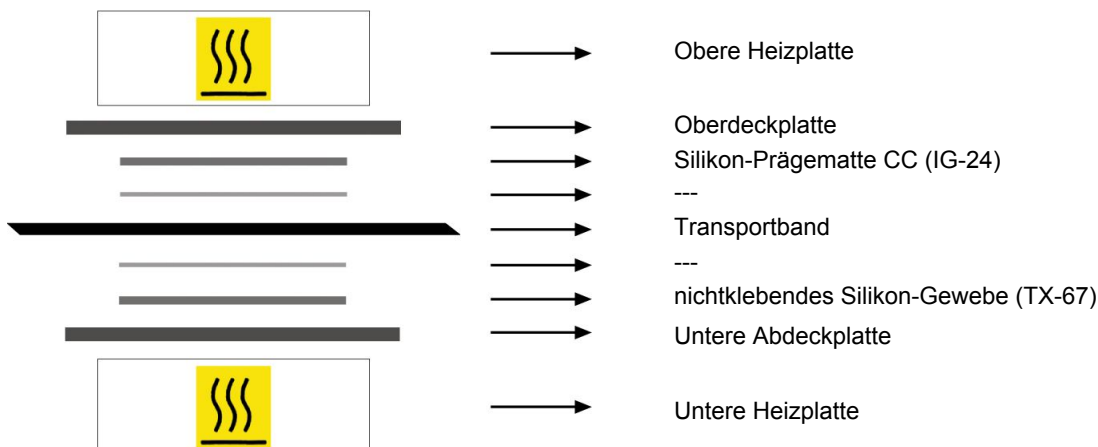 Obere Heizplatte
Oberdeckplatte
Silikon-Prägematte CC (IG-24)
---
Transportband
---
nichtklebendes Silikon-Gewebe (TX-67)
Untere Abdeckplatte
Untere Heizplatte